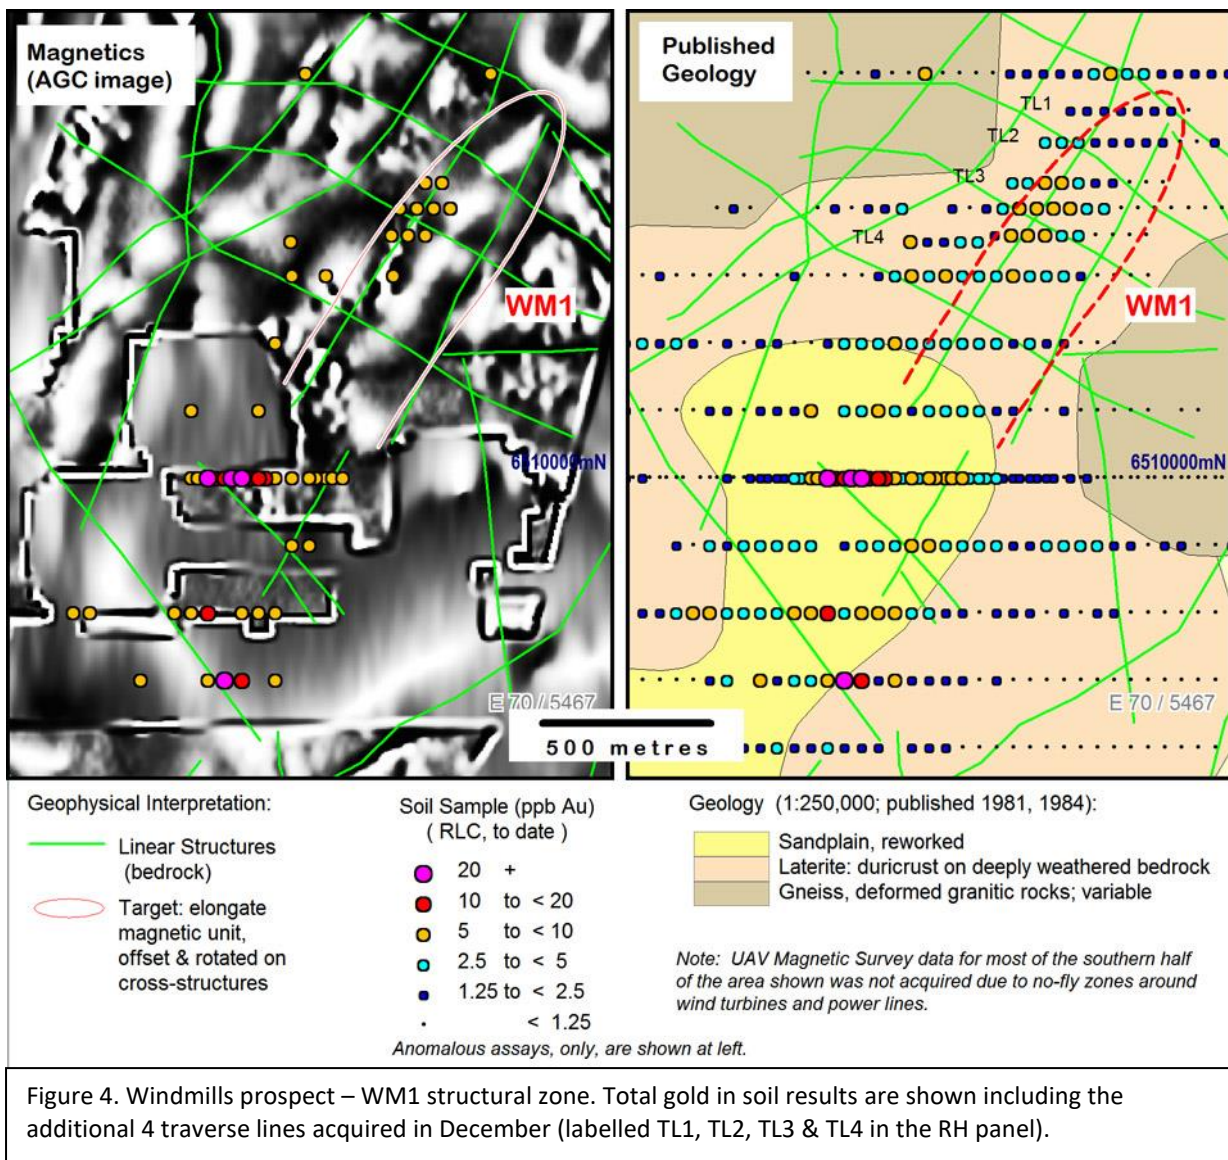 Magnetics
(AGC image)
WM1
6510000mN
E 70 / 5467
Published
Geology
TL1
TL2
TL3
TL4
WM1
6510000mN
E 70 / 5467
500 metres
Geophysical Interpretation:
Linear Structures
(bedrock)
Target: elongate
magnetic unit,
offset & rotated on
cross-structures
Soil Sample (ppb Au)
( RLC, to date )
20 +
10 to < 20
5 to < 10
2.5 to < 5
1.25 to < 2.5
< 1.25
Anomalous assays, only, are shown at left.
Geology (1:250,000; published 1981, 1984):
Sandplain, reworked
Laterite: duricrust on deeply weathered bedrock
Gneiss, deformed granitic rocks; variable
Note: UAV Magnetic Survey data for most of the southern half
of the area shown was not acquired due to no-fly zones around
wind turbines and power lines.
Figure 4. Windmills prospect – WM1 structural zone. Total gold in soil results are shown including the
additional 4 traverse lines acquired in December (labelled TL1, TL2, TL3 & TL4 in the RH panel).